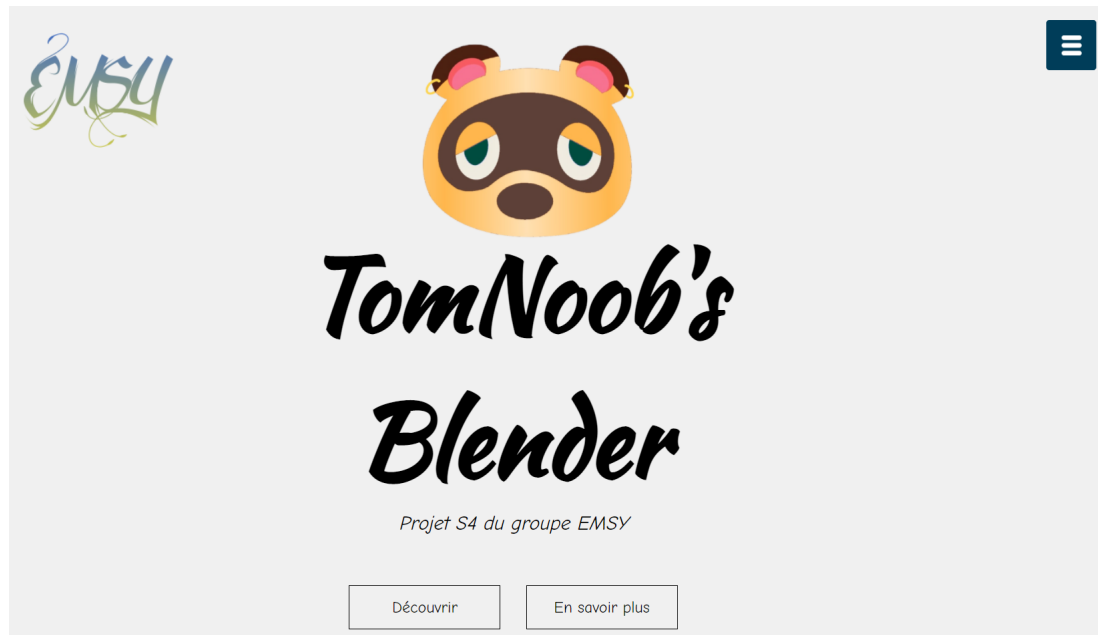 EMSY
TomNoob's
Blender
Projet S4 du groupe EMSY
Découvrir
En savoir plus